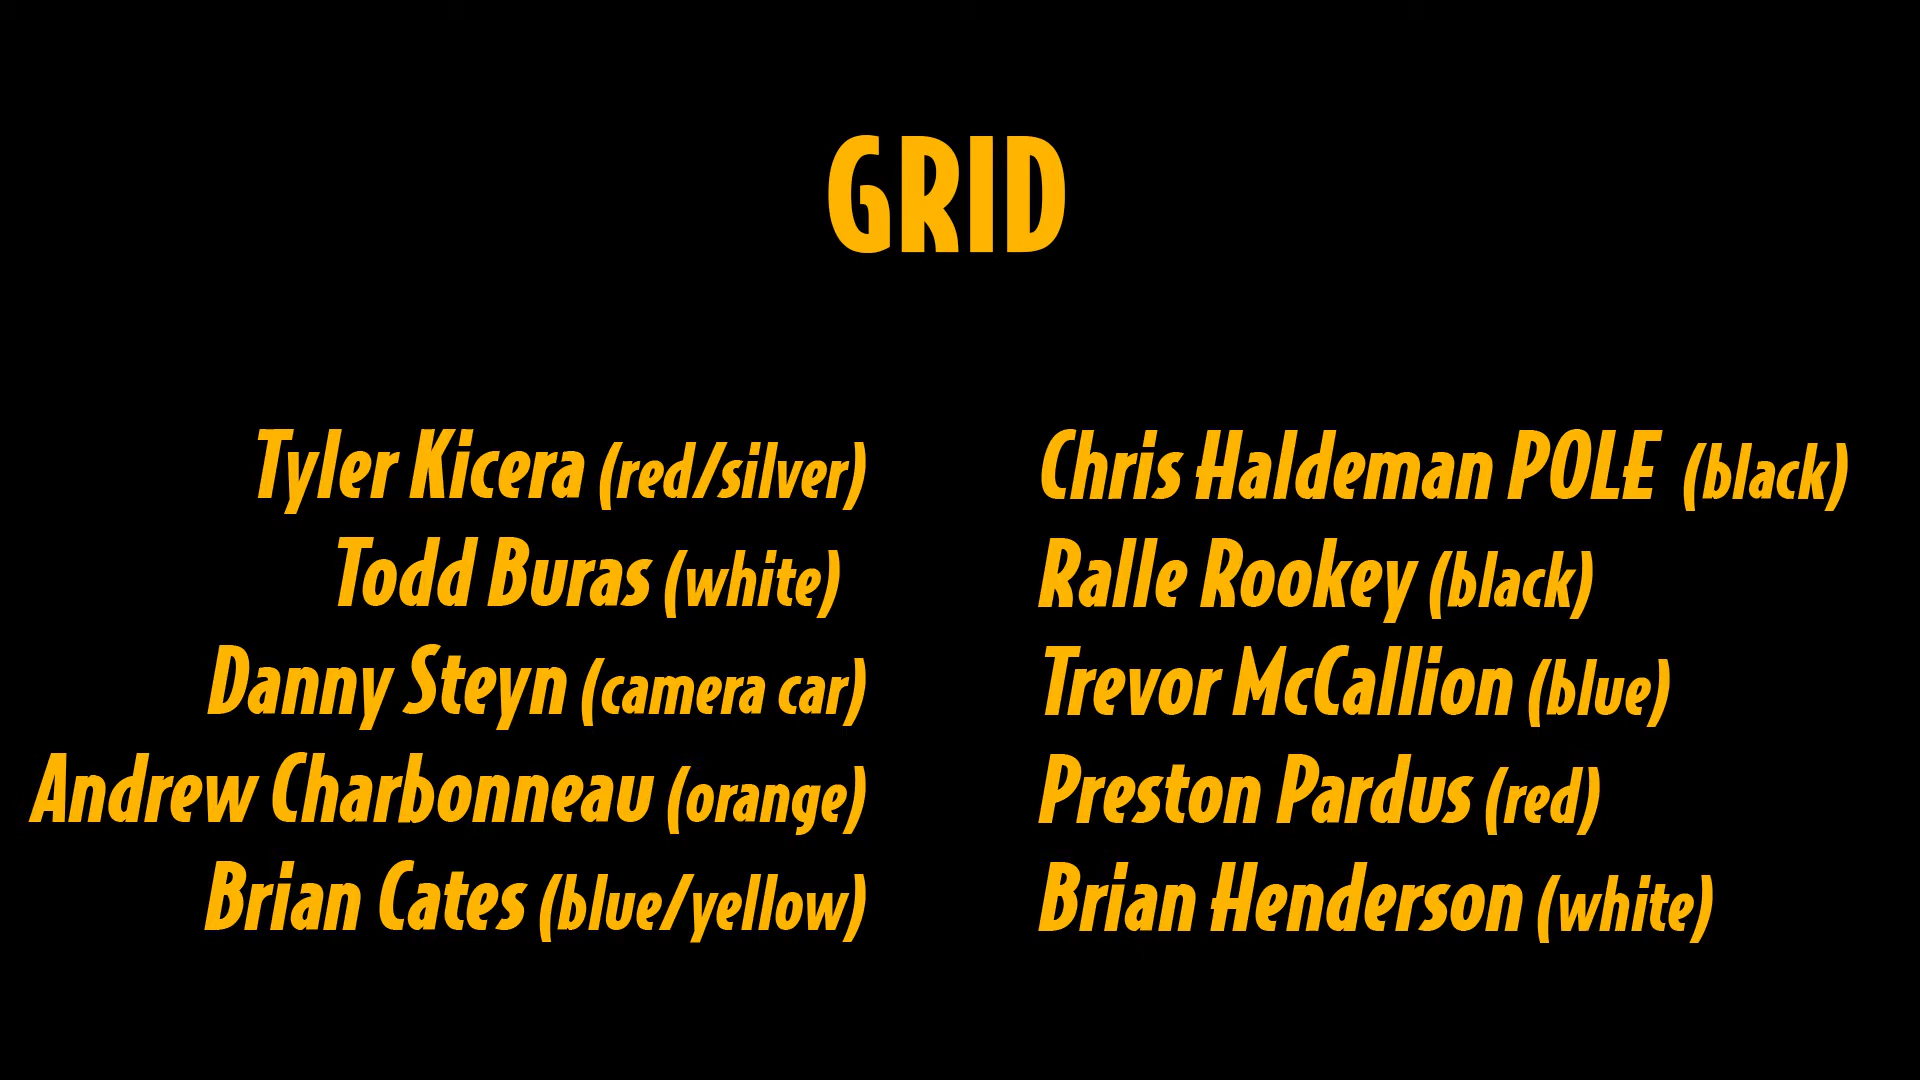 GRID
Tyler Kicera (red/silver) Chris Haldeman POLE (black)
Todd Buras (white) Ralle Rookey (black)
Danny Steyn (camera car) Trevor McCallion (blue)
Andrew Charbonneau (orange) Preston Pardus (red)
Brian Cates (blue/yellow) Brian Henderson (white)